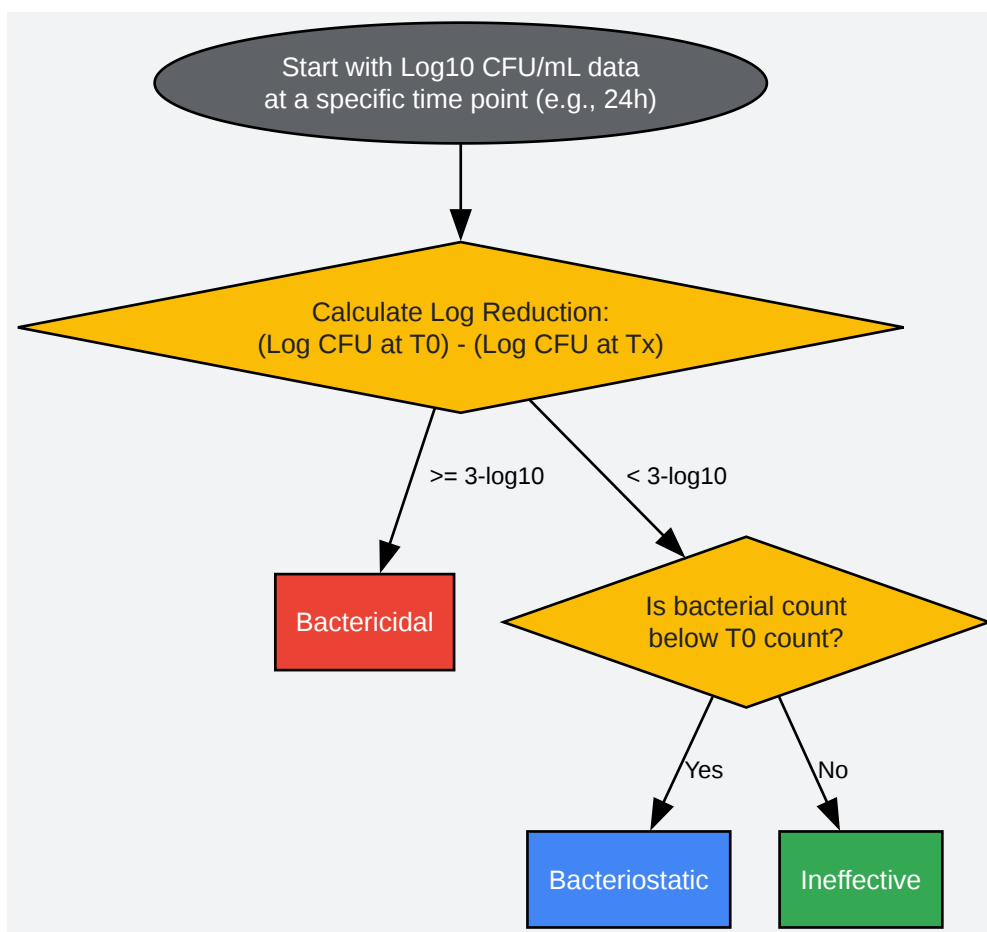 Start with Log10 CFU/mL data
at a specific time point (e.g., 24h)
Calculate Log Reduction:
(Log CFU at T0) - (Log CFU at Tx)
>= 3-log10
< 3-log10
Bactericidal
Is bacterial count
below T0 count?
Yes
No
Bacteriostatic
Ineffective